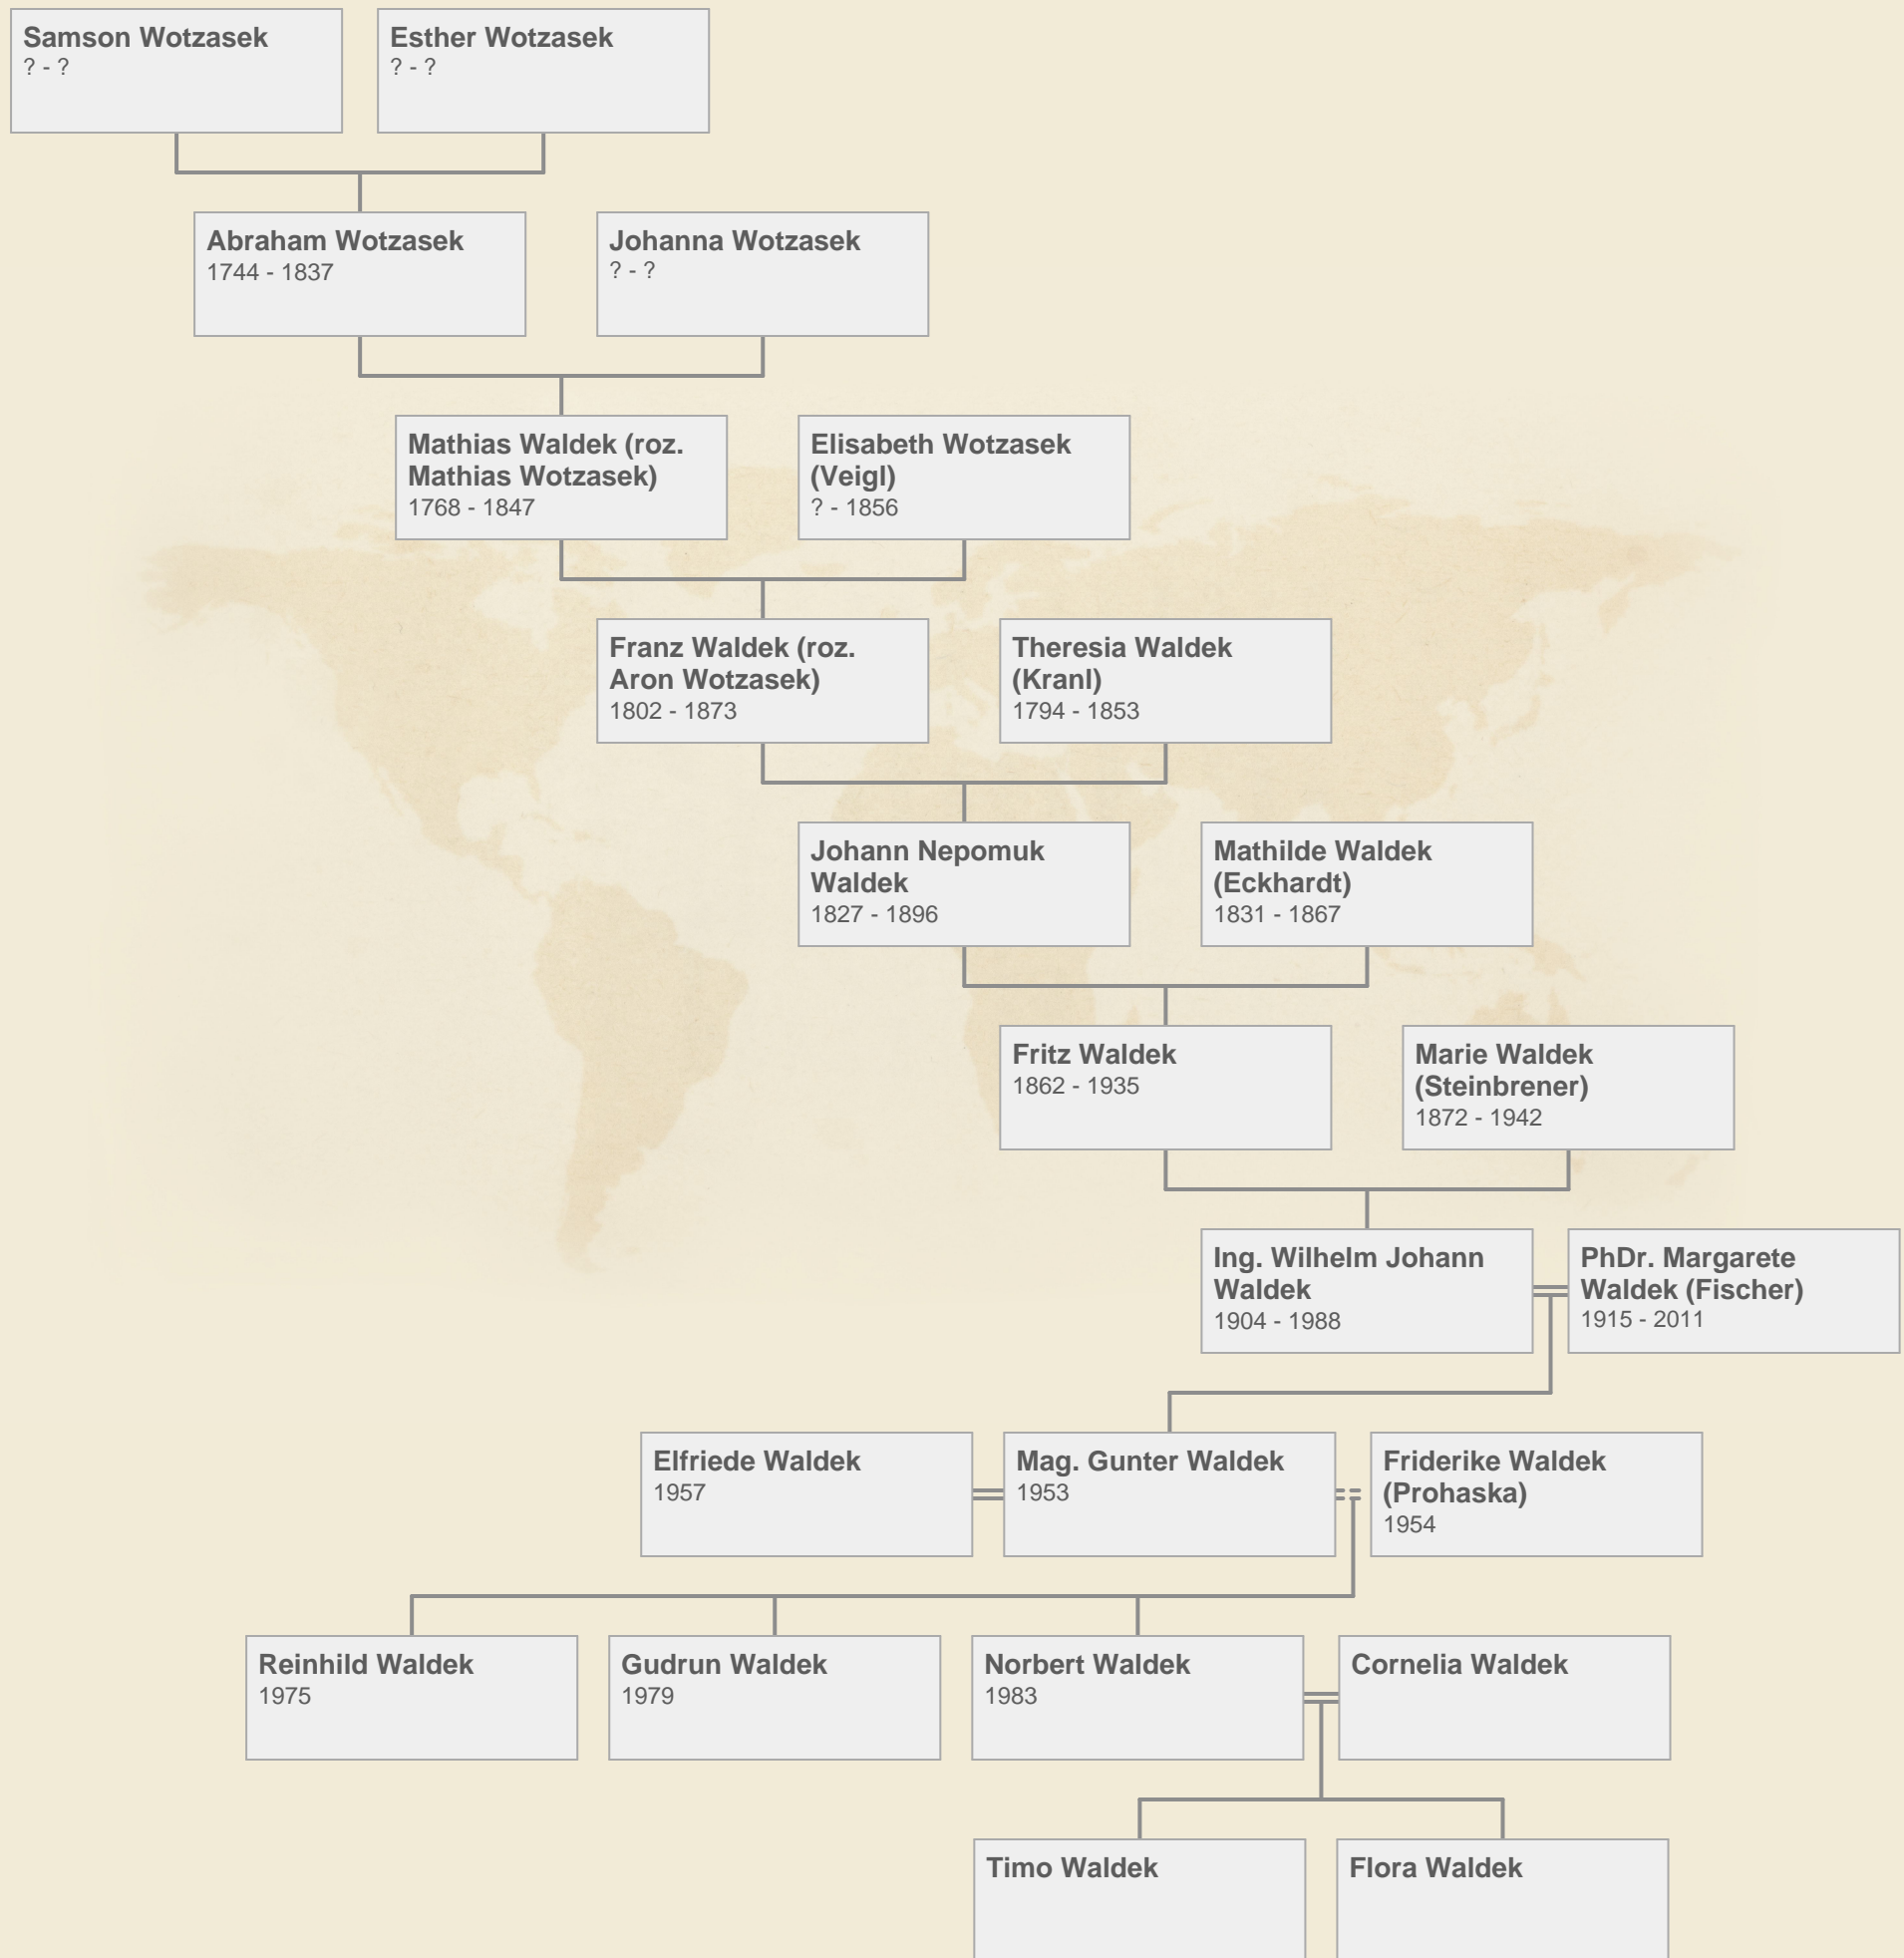 Samson Wotzasek
? - ?
Esther Wotzasek
? - ?
Abraham Wotzasek
1744 - 1837
Johanna Wotzasek
? - ?
Mathias Waldek (roz.
Mathias Wotzasek)
1768 - 1847
Elisabeth Wotzasek
(Veigl)
? - 1856
Franz Waldek (roz.
Aron Wotzasek)
1802 - 1873
Theresia Waldek
(Kranl)
1794 - 1853
Johann Nepomuk
Waldek
1827 - 1896
Mathilde Waldek
(Eckhardt)
1831 - 1867
Fritz Waldek
1862 - 1935
Marie Waldek
(Steinbrener)
1872 - 1942
Ing. Wilhelm Johann
Waldek
1904 - 1988
PhDr. Margarete
Waldek (Fischer)
1915 - 2011
Elfriede Waldek
1957
Mag. Gunter Waldek
1953
Friderike Waldek
(Prohaska)
1954
Reinhild Waldek
1975
Gudrun Waldek
1979
Norbert Waldek
1983
Cornelia Waldek
Timo Waldek
Flora Waldek